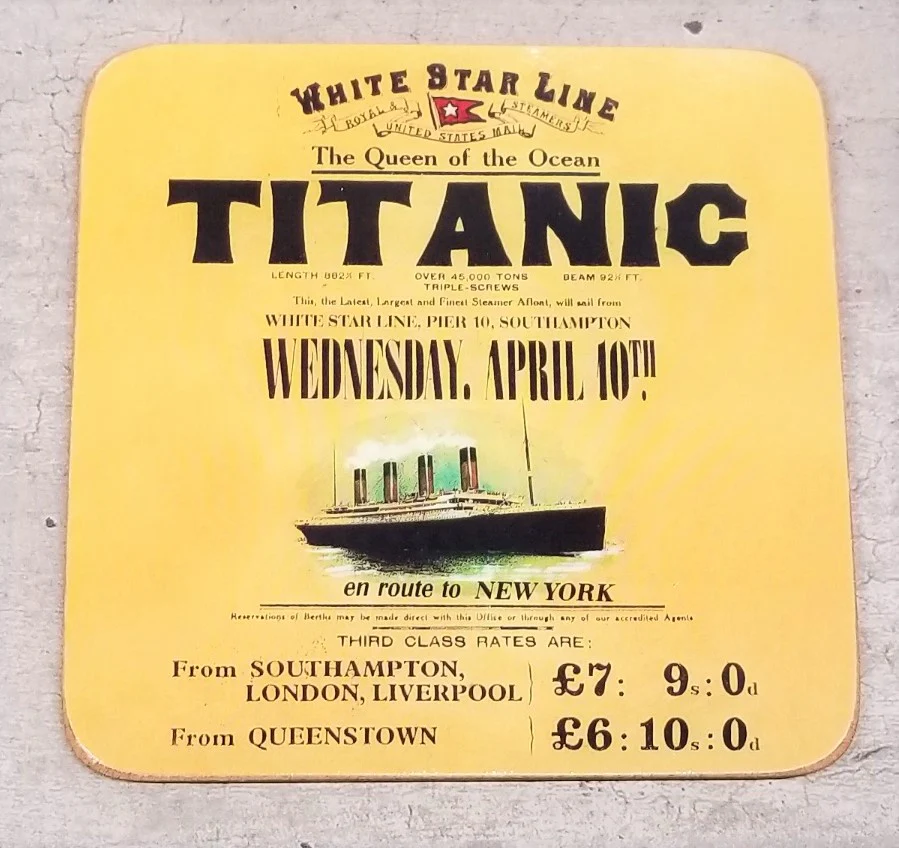 WHITE STAR LINE
ROYAL & UNITED STATES MAIL STEAMERS
The Queen of the Ocean
TITANIC
LENGTH 882½ FT. OVER 45,000 TONS BEAM 92½ FT.
TRIPLE-SCREWS
This, the Latest, Largest and Finest Steamer Afloat, will sail from
WHITE STAR LINE, PIER 10, SOUTHAMPTON
WEDNESDAY. APRIL 10TH.
en route to NEW YORK
Reservations of Berths may be made direct with this Office or through any of our accredited Agents
THIRD CLASS RATES ARE:
From SOUTHAMPTON,
LONDON, LIVERPOOL £7: 9s:0d
From QUEENSTOWN £6:10s:0d